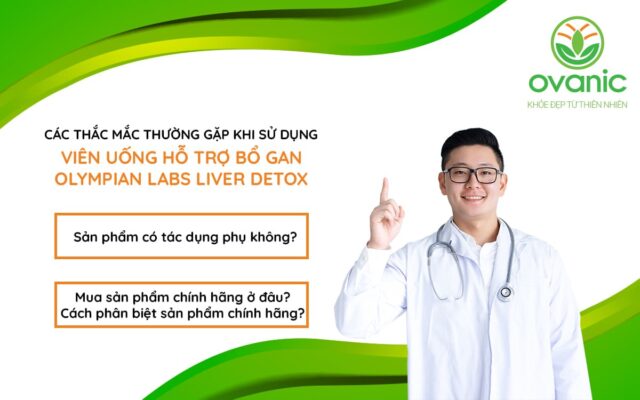 ovanic
KHỎE ĐẸP TỪ THIÊN NHIÊN
CÁC THẮC MẮC THƯỜNG GẶP KHI SỬ DỤNG
VIÊN UỐNG HỖ TRỢ BỔ GAN
OLYMPIAN LABS LIVER DETOX
Sản phẩm có tác dụng phụ không?
Mua sản phẩm chính hãng ở đâu?
Cách phân biệt sản phẩm chính hãng?